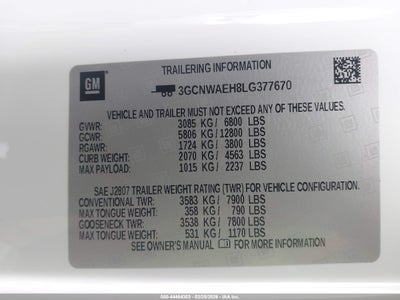 GM
TRAILERING INFORMATION
3GCNWAEH8LG377670
VEHICLE AND TRAILER MUST NOT EXCEED ANY OF THESE:
GVWR: 3085 KG / 6800 LBS
GCWR: 5806 KG / 12800 LBS
RGAWR: 1724 KG / 3800 LBS
CURB WEIGHT: 2070 KG / 4563 LBS
MAX PAYLOAD: 1015 KG / 2237 LBS
SAE J2807 TRAILER WEIGHT RATING (TWR) FOR VEHICLE CONFIGURATION.
CONVENTIONAL TWR: 3583 KG / 7900 LBS
MAX TONGUE WEIGHT: 358 KG / 790 LBS
GOOSENECK TWR: 3538 KG / 7800 LBS
MAX TONGUE WEIGHT: 531 KG / 1170 LBS
SEE OWNER'S MANUAL FOR MORE INFORMATION